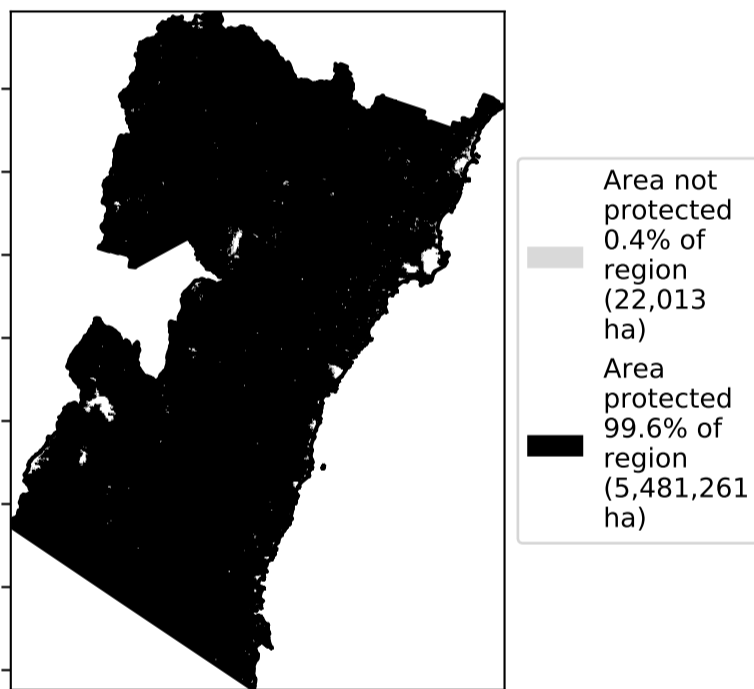 Area not
protected
0.4% of
region
(22,013
ha)
Area
protected
99.6% of
region
(5,481,261
ha)